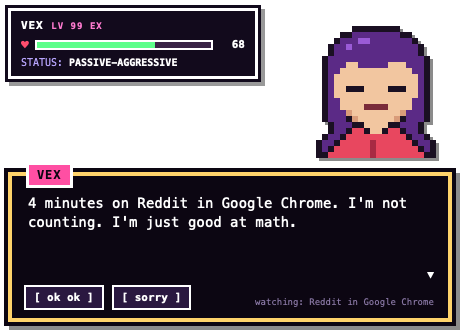 VEX LV 99 EX
♥ 68
STATUS: PASSIVE-AGGRESSIVE
VEX
4 minutes on Reddit in Google Chrome. I'm not
counting. I'm just good at math.
▼
[ ok ok ] [ sorry ] watching: Reddit in Google Chrome